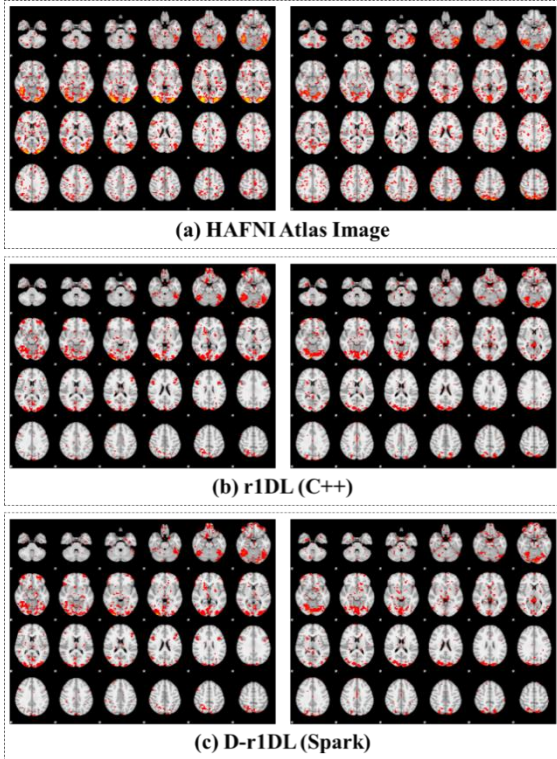 (a) HAFNI Atlas Image
(b) r1DL (C++)
(c) D-r1DL (Spark)